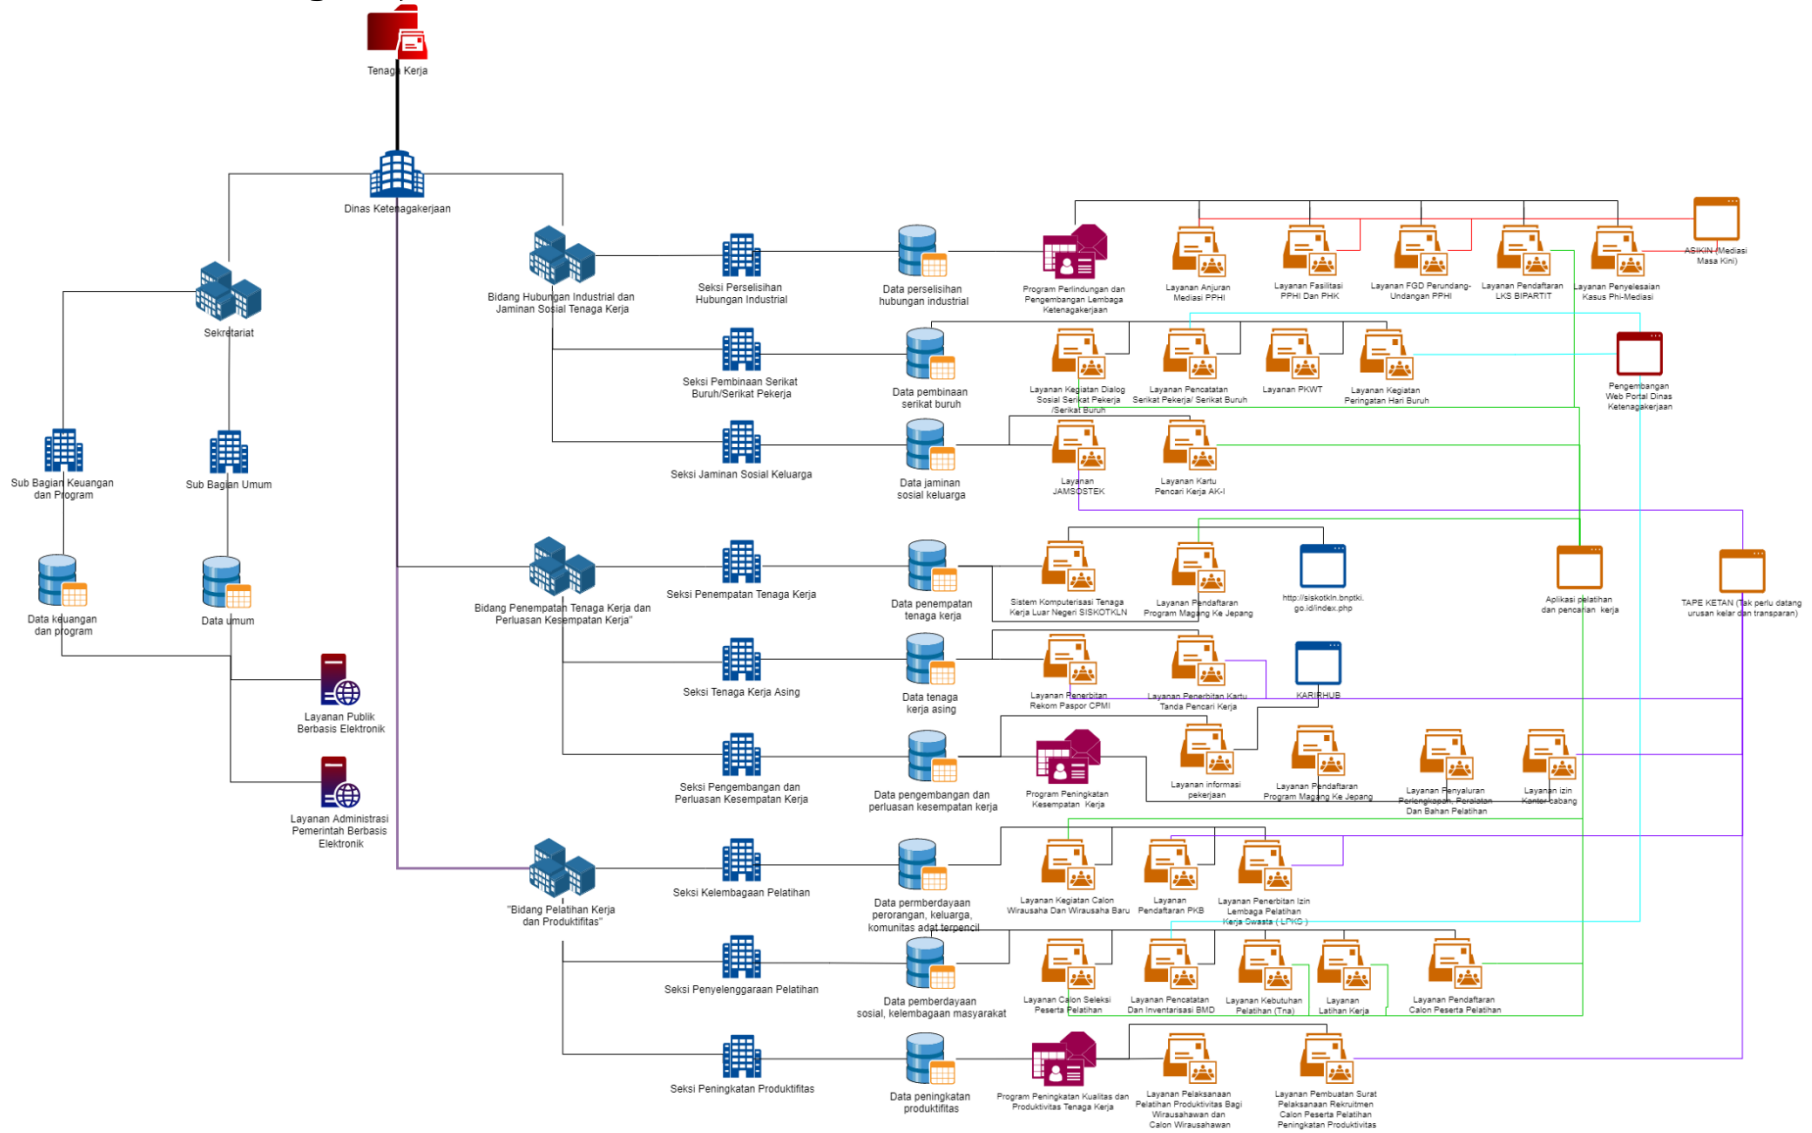 Tenaga Kerja
Dinas Ketenagakerjaan
Sekretariat
Sub Bagian Keuangan
dan Program
Sub Bagian Umum
Data keuangan
dan program
Data umum
Layanan Publik
Berbasis Elektronik
Layanan Administrasi
Pemerintah Berbasis
Elektronik
Bidang Hubungan Industrial dan
Jaminan Sosial Tenaga Kerja
Seksi Perselisihan
Hubungan Industrial
Data perselisihan
hubungan industrial
Program Perlindungan dan
Pengembangan Lembaga
Ketenagakerjaan
Layanan Anjuran
Mediasi PPHI
Layanan Fasilitasi
PPHI Dan PHK
Layanan FGD Perundang-
Undangan PPHI
Layanan Pendaftaran
LKS BIPARTIT
Layanan Penyelesaian
Kasus Phi-Mediasi
ASIKIN (Mediasi
Masa Kini)
Seksi Pembinaan Serikat
Buruh/Serikat Pekerja
Data pembinaan
serikat buruh
Layanan Kegiatan Dialog
Sosial Serikat Pekerja
/Serikat Buruh
Layanan Pencatatan
Serikat Pekerja/ Serikat Buruh
Layanan PKWT
Layanan Kegiatan
Peringatan Hari Buruh
Pengembangan
Web Portal Dinas
Ketenagakerjaan
Seksi Jaminan Sosial Keluarga
Data jaminan
sosial keluarga
Layanan
JAMSOSTEK
Layanan Kartu
Pencari Kerja AK-I
Bidang Penempatan Tenaga Kerja dan
Perluasan Kesempatan Kerja"
Seksi Penempatan Tenaga Kerja
Data penempatan
tenaga kerja
Sistem Komputerisasi Tenaga
Kerja Luar Negeri SISKOTKLN
Layanan Pendaftaran
Program Magang Ke Jepang
http://siskotkln.bnptki.
go.id/index.php
Aplikasi pelatihan
dan pencarian kerja
TAPE KETAN (Tak perlu datang
urusan kelar dan transparan)
Seksi Tenaga Kerja Asing
Data tenaga
kerja asing
Layanan Penerbitan
Rekom Paspor CPMI
Layanan Penerbitan Kartu
Tanda Pencari Kerja
KARIRHUB
Seksi Pengembangan dan
Perluasan Kesempatan Kerja
Data pengembangan dan
perluasan kesempatan kerja
Program Peningkatan
Kesempatan Kerja
Layanan informasi
pekerjaan
Layanan Pendaftaran
Program Magang Ke Jepang
Layanan Penyaluran
Perlengkapan, Peralatan
Dan Bahan Pelatihan
Layanan izin
Kantor cabang
"Bidang Pelatihan Kerja
dan Produktifitas"
Seksi Kelembagaan Pelatihan
Data permberdayaan
perorangan, keluarga,
komunitas adat terpencil
Layanan Kegiatan Calon
Wirausaha Dan Wirausaha Baru
Layanan
Pendaftaran PKB
Layanan Penerbitan Izin
Lembaga Pelatihan
Kerja Swasta ( LPKS )
Seksi Penyelenggaraan Pelatihan
Data pemberdayaan
sosial, kelembagaan masyarakat
Layanan Calon Seleksi
Peserta Pelatihan
Layanan Pencatatan
Dan Inventarisasi BMD
Layanan Kebutuhan
Pelatihan (Tna)
Layanan
Latihan Kerja
Layanan Pendaftaran
Calon Peserta Pelatihan
Seksi Peningkatan Produktifitas
Data peningkatan
produktifitas
Program Peningkatan Kualitas dan
Produktivitas Tenaga Kerja
Layanan Pelaksanaan
Pelatihan Produktivitas Bagi
Wirausahawan dan
Calon Wirausahawan
Layanan Pembuatan Surat
Pelaksanaan Rekruitmen
Calon Peserta Pelatihan
Peningkatan Produktivitas